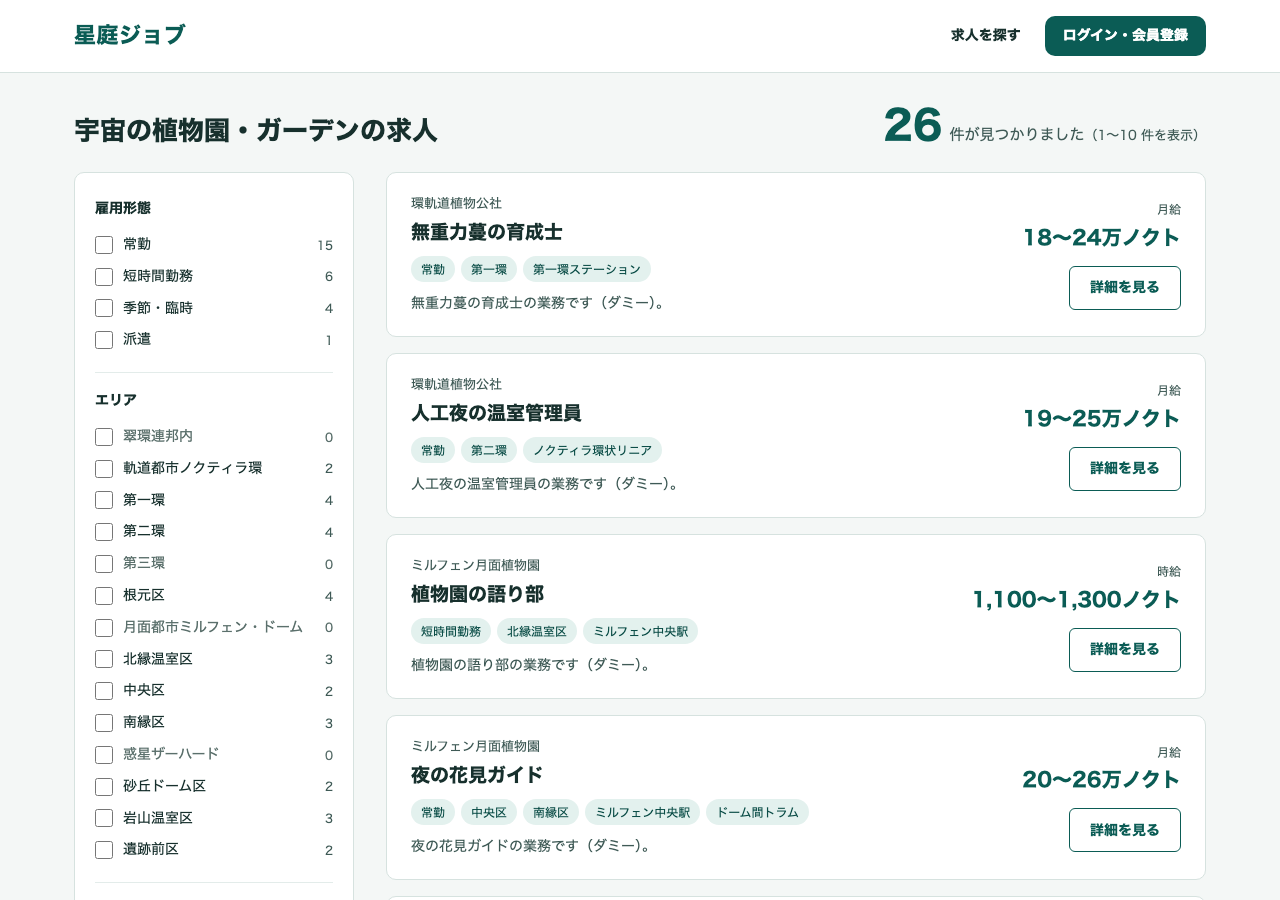 星庭ジョブ
求人を探す
ログイン・会員登録
宇宙の植物園・ガーデンの求人
26 件が見つかりました（1〜10 件を表示）
雇用形態
常勤 15
短時間勤務 6
季節・臨時 4
派遣 1
エリア
翠環連邦内 0
軌道都市ノクティラ環 2
第一環 4
第二環 4
第三環 0
根元区 4
月面都市ミルフェン・ドーム 0
北縁温室区 3
中央区 2
南縁区 3
惑星ザーハード 0
砂丘ドーム区 2
岩山温室区 3
遺跡前区 2
環軌道植物公社
無重力蔓の育成士
常勤 第一環 第一環ステーション
無重力蔓の育成士の業務です（ダミー）。
月給
18〜24万ノクト
詳細を見る
環軌道植物公社
人工夜の温室管理員
常勤 第二環 ノクティラ環状リニア
人工夜の温室管理員の業務です（ダミー）。
月給
19〜25万ノクト
詳細を見る
ミルフェン月面植物園
植物園の語り部
短時間勤務 北縁温室区 ミルフェン中央駅
植物園の語り部の業務です（ダミー）。
時給
1,100〜1,300ノクト
詳細を見る
ミルフェン月面植物園
夜の花見ガイド
常勤 中央区 南縁区 ミルフェン中央駅 ドーム間トラム
夜の花見ガイドの業務です（ダミー）。
月給
20〜26万ノクト
詳細を見る